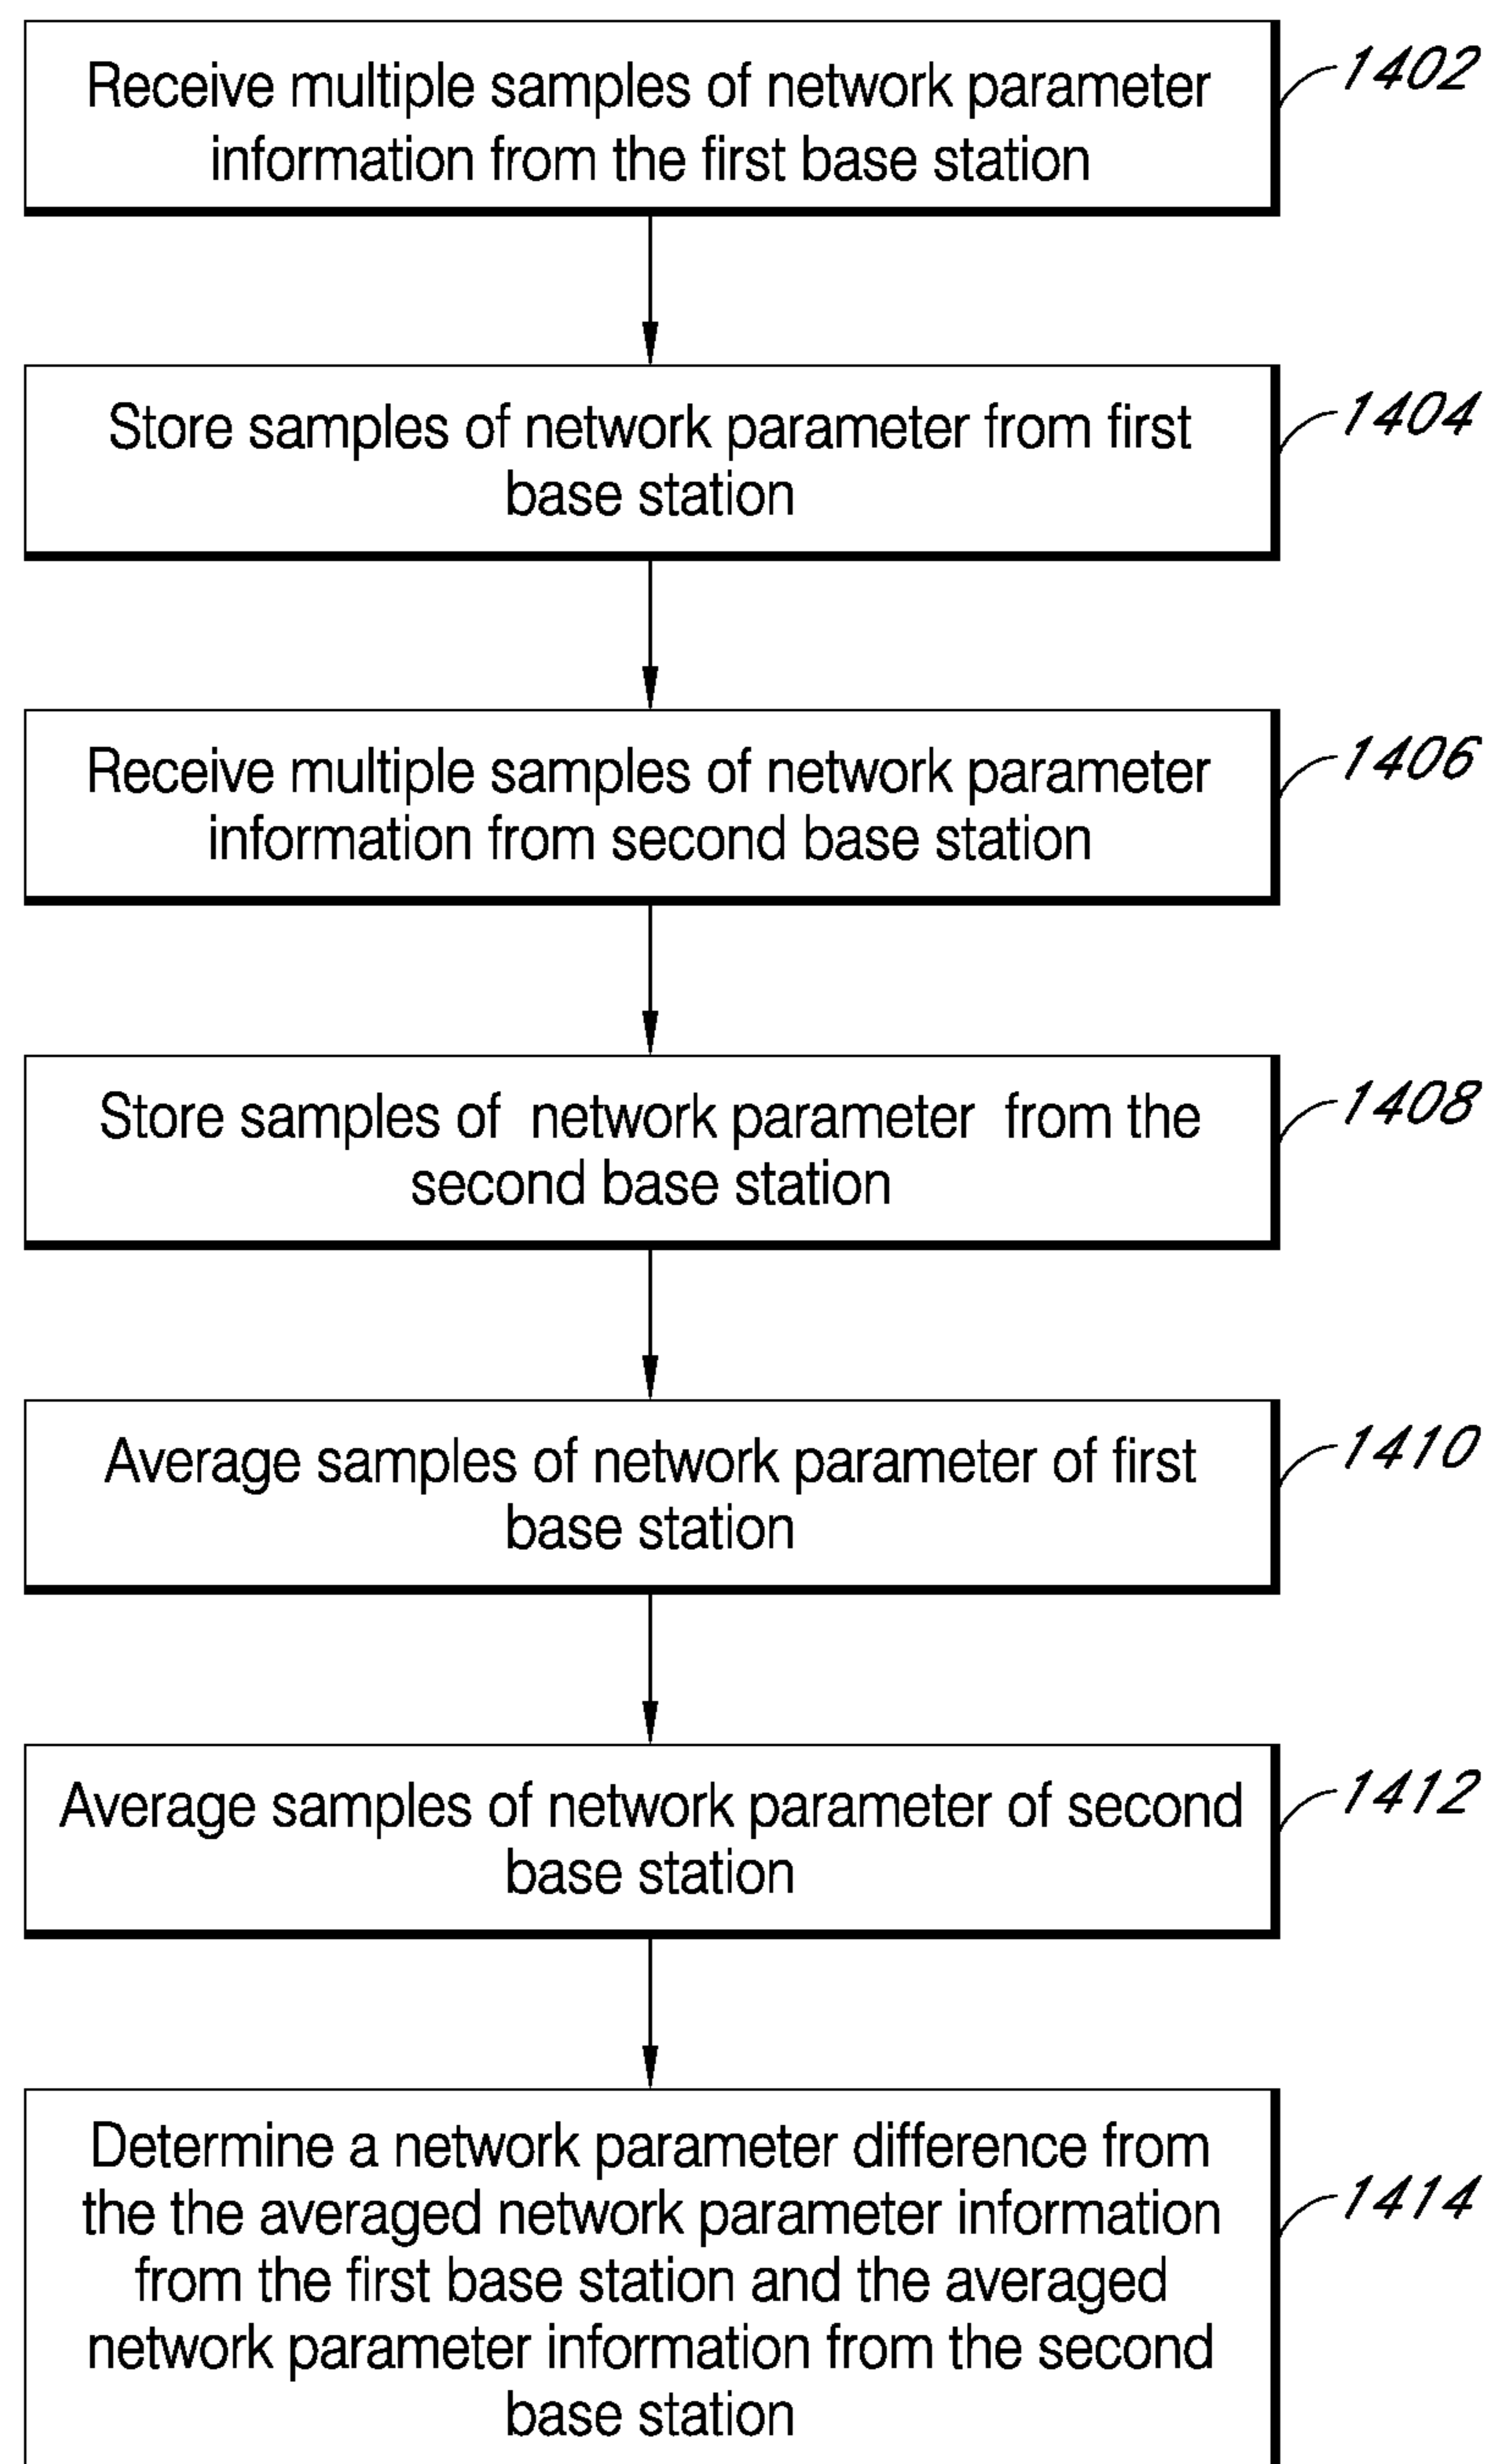 Receive multiple samples of network parameter
information from the first base station
1402
Store samples of network parameter from first
base station
1404
Receive multiple samples of network parameter
information from second base station
1406
Store samples of network parameter from the
second base station
1408
Average samples of network parameter of first
base station
1410
Average samples of network parameter of second
base station
1412
Determine a network parameter difference from
the the averaged network parameter information
from the first base station and the averaged
network parameter information from the second
base station
1414